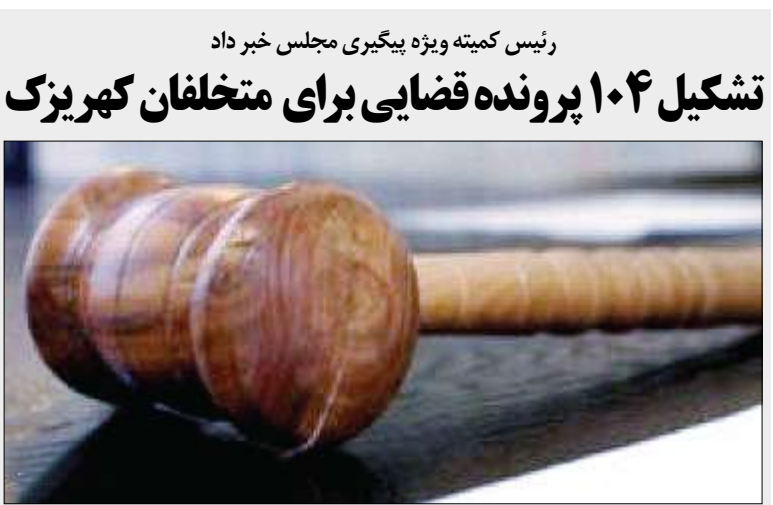 رئیس کمیته ویژه پیگیری مجلس خبر داد
تشکیل ۱۰۴ پرونده قضایی برای متخلفان کهریزک